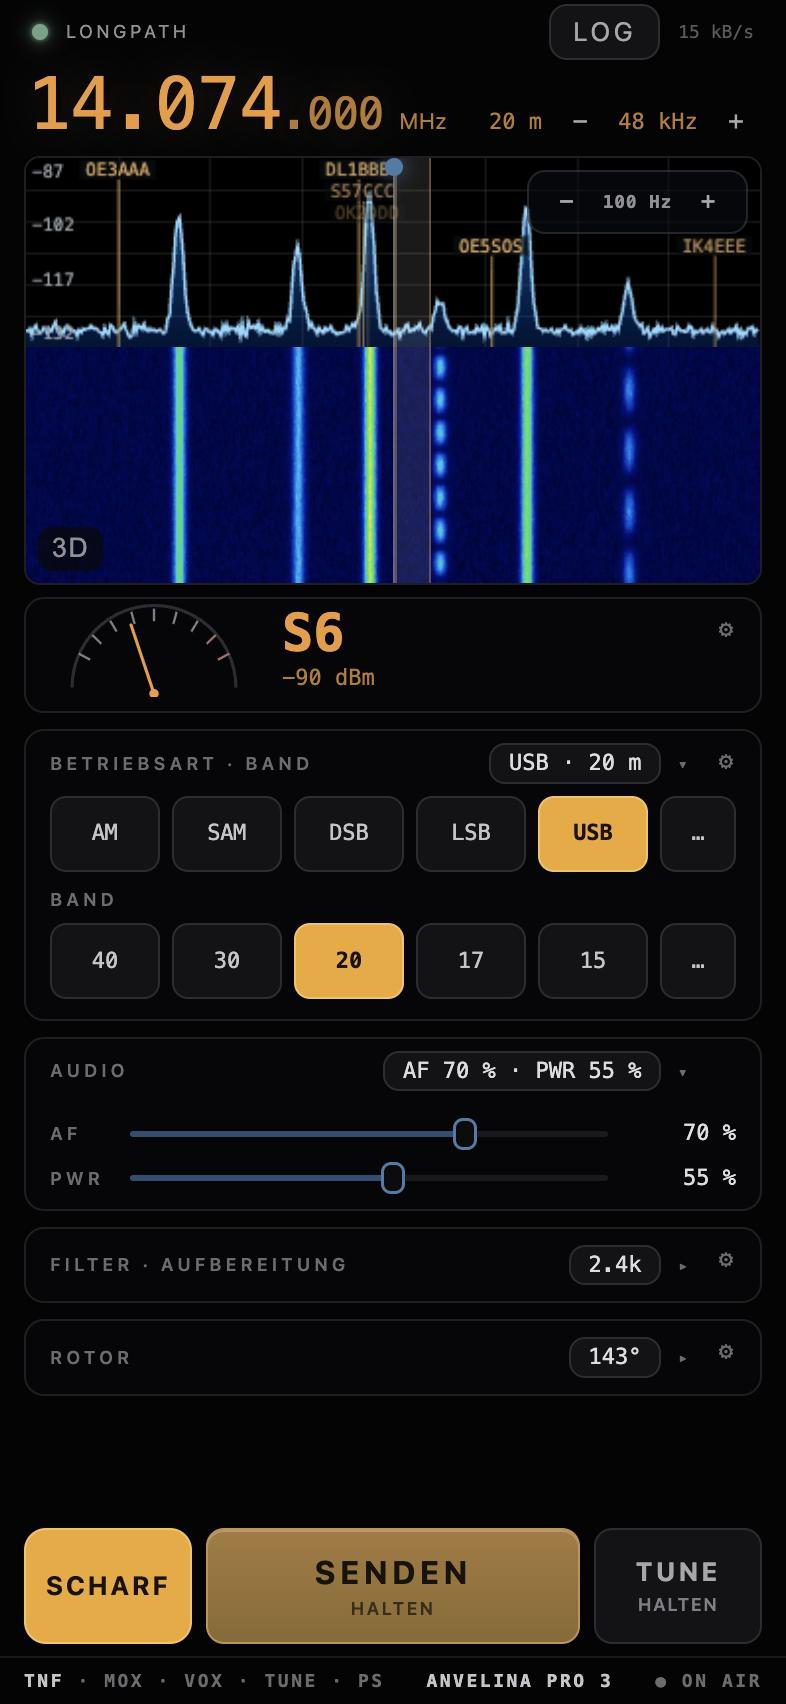 LONGPATH LOG 15 kB/s
14.074.000 MHz 20 m − 48 kHz +
−87 OE3AAA DL1BBB − 100 Hz +
S57CCC
−102 OK2DDD
OE5SOS IK4EEE
−117
−132
3D
S6
−90 dBm
BETRIEBSART · BAND USB · 20 m
AM SAM DSB LSB USB …
BAND
40 30 20 17 15 …
AUDIO AF 70 % · PWR 55 %
AF 70 %
PWR 55 %
FILTER · AUFBEREITUNG 2.4k
ROTOR 143°
SCHARF SENDEN TUNE
HALTEN HALTEN
TNF · MOX · VOX · TUNE · PS ANVELINA PRO 3 ● ON AIR